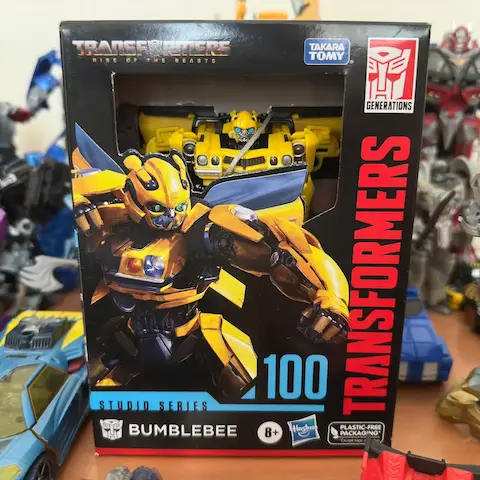 TRANSFORMERS
RISE OF THE BEASTS
TAKARA
TOMY
GENERATIONS
TRANSFORMERS
100
STUDIO SERIES
BUMBLEBEE
8+
Hasbro
PLASTIC-FREE
PACKAGING